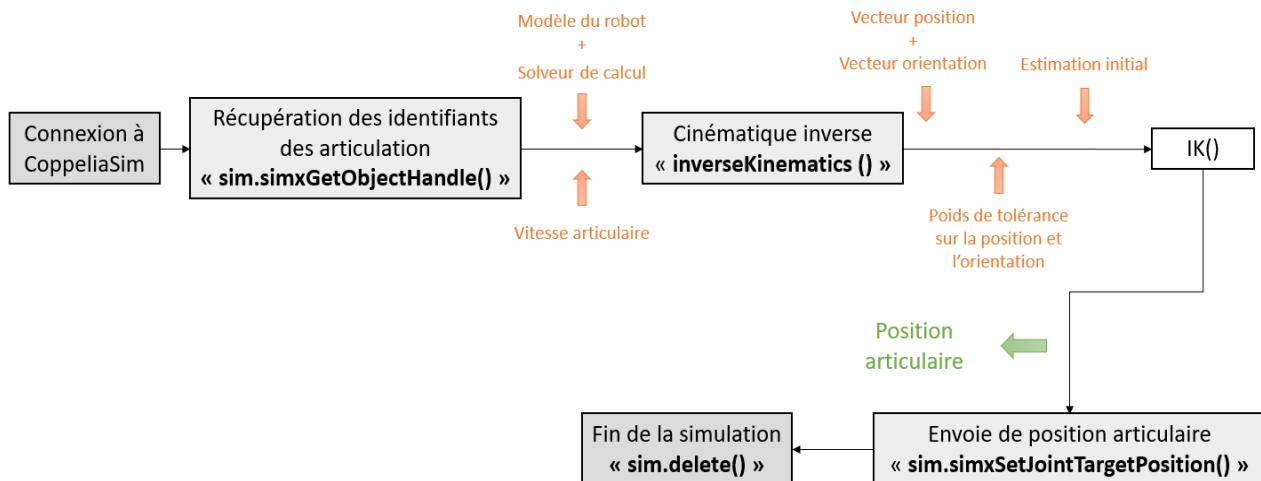 Modèle du robot
+
Solveur de calcul
Vecteur position
+
Vecteur orientation
Estimation initial
Connexion à
CoppeliaSim
Récupération des identifiants
des articulation
« sim.simxGetObjectHandle() »
Cinématique inverse
« inverseKinematics () »
IK()
Vitesse articulaire
Poids de tolérance
sur la position et
l’orientation
Position
articulaire
Fin de la simulation
« sim.delete() »
Envoie de position articulaire
« sim.simxSetJointTargetPosition() »